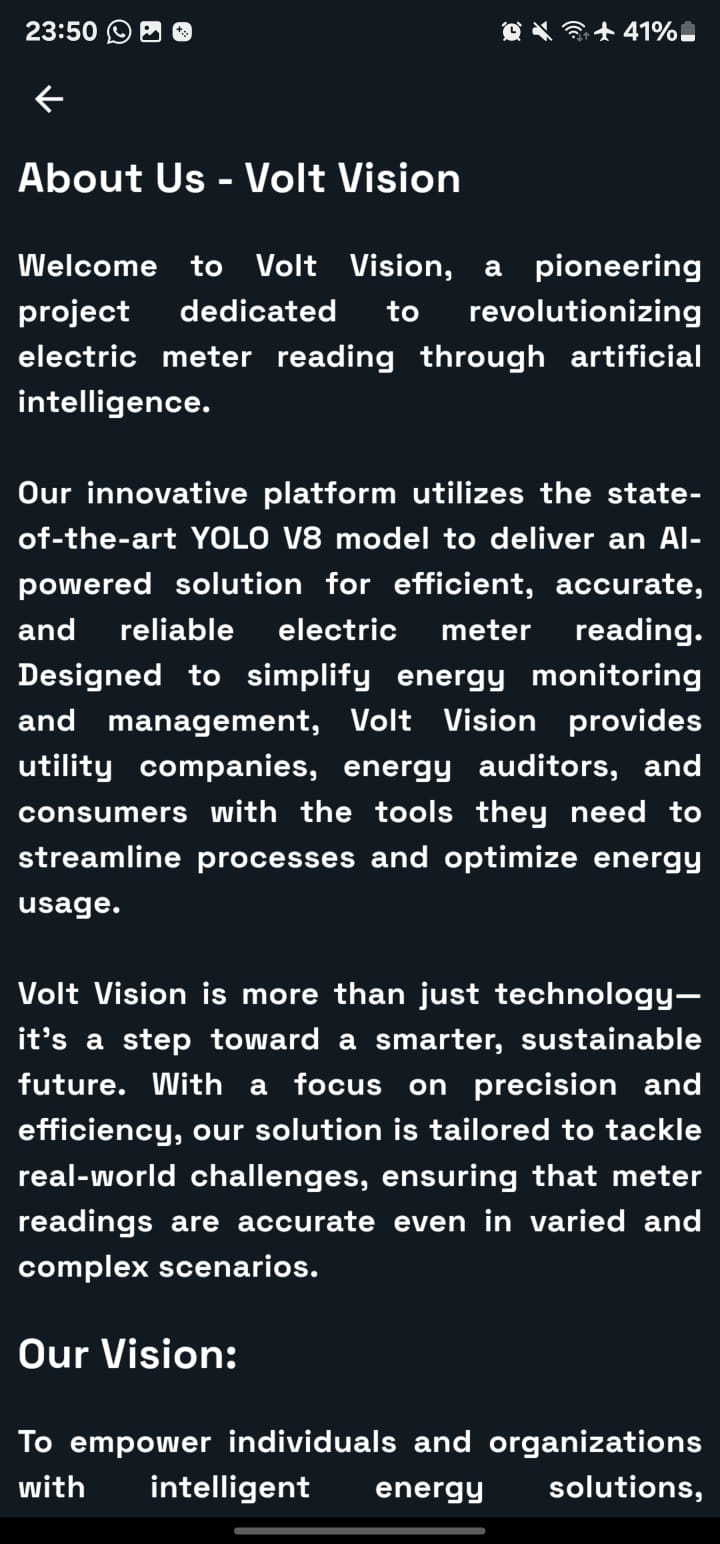 23:50
41%
About Us - Volt Vision
Welcome to Volt Vision, a pioneering
project dedicated to revolutionizing
electric meter reading through artificial
intelligence.
Our innovative platform utilizes the state-
of-the-art YOLO V8 model to deliver an AI-
powered solution for efficient, accurate,
and reliable electric meter reading.
Designed to simplify energy monitoring
and management, Volt Vision provides
utility companies, energy auditors, and
consumers with the tools they need to
streamline processes and optimize energy
usage.
Volt Vision is more than just technology—
it’s a step toward a smarter, sustainable
future. With a focus on precision and
efficiency, our solution is tailored to tackle
real-world challenges, ensuring that meter
readings are accurate even in varied and
complex scenarios.
Our Vision:
To empower individuals and organizations
with intelligent energy solutions,